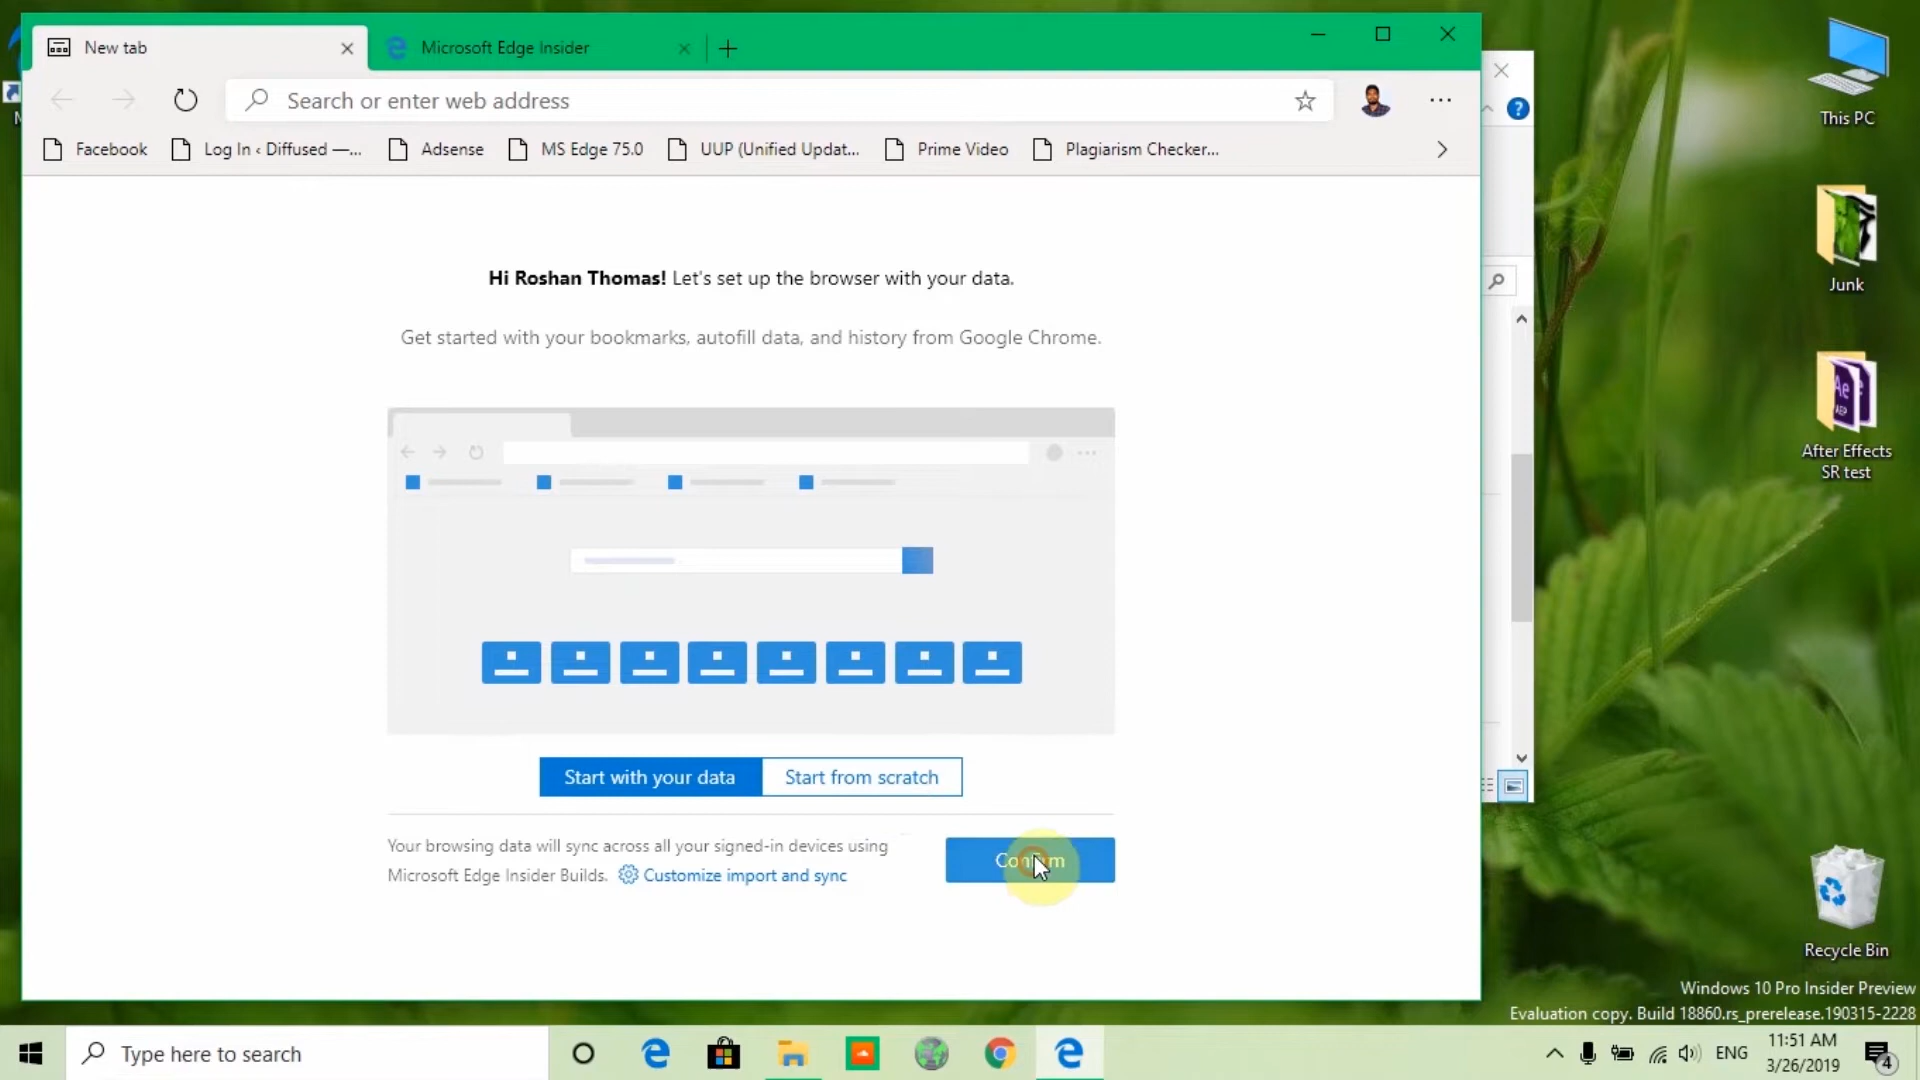 New tab
Microsoft Edge Insider
Search or enter web address
Facebook
Log In ‹ Diffused —...
Adsense
MS Edge 75.0
UUP (Unified Updat...
Prime Video
Plagiarism Checker...
Hi Roshan Thomas! Let's set up the browser with your data.
Get started with your bookmarks, autofill data, and history from Google Chrome.
Start with your data
Start from scratch
Your browsing data will sync across all your signed-in devices using
Microsoft Edge Insider Builds.
Customize import and sync
Confirm
This PC
Junk
Ae
AEP
After Effects
SR test
Recycle Bin
Windows 10 Pro Insider Preview
Evaluation copy. Build 18860.rs_prerelease.190315-2228
Type here to search
ENG
11:51 AM
3/26/2019
4